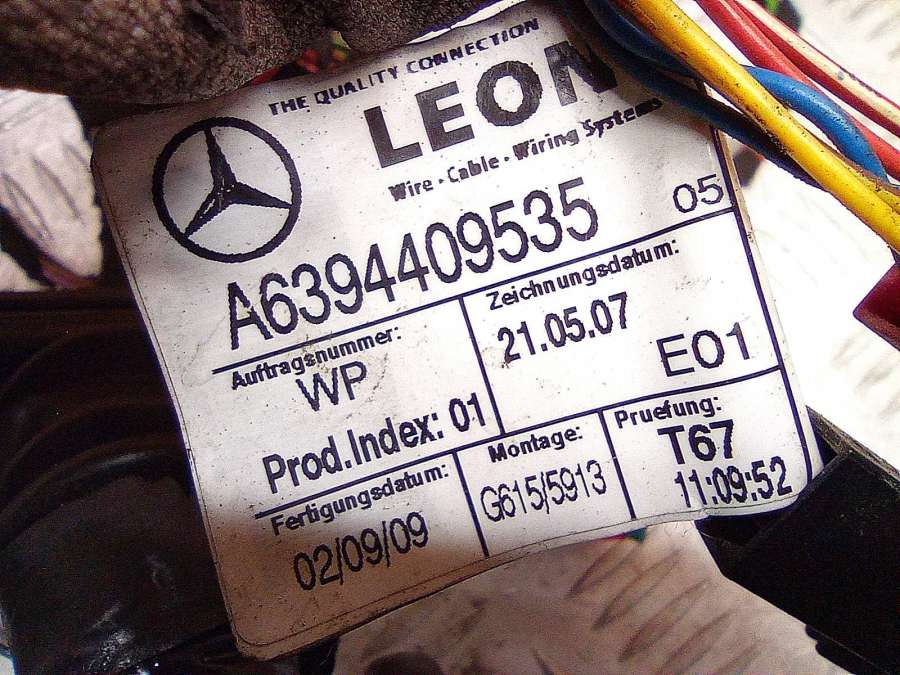 THE QUALITY CONNECTION
LEON
Wire · Cable · Wiring Systems
A6394409535 05
Auftragsnummer:
WP
Prod.Index: 01
Zeichnungsdatum:
21.05.07
E01
Fertigungsdatum:
02/09/09
Montage:
G615/5913
Pruefung:
T67
11:09:52